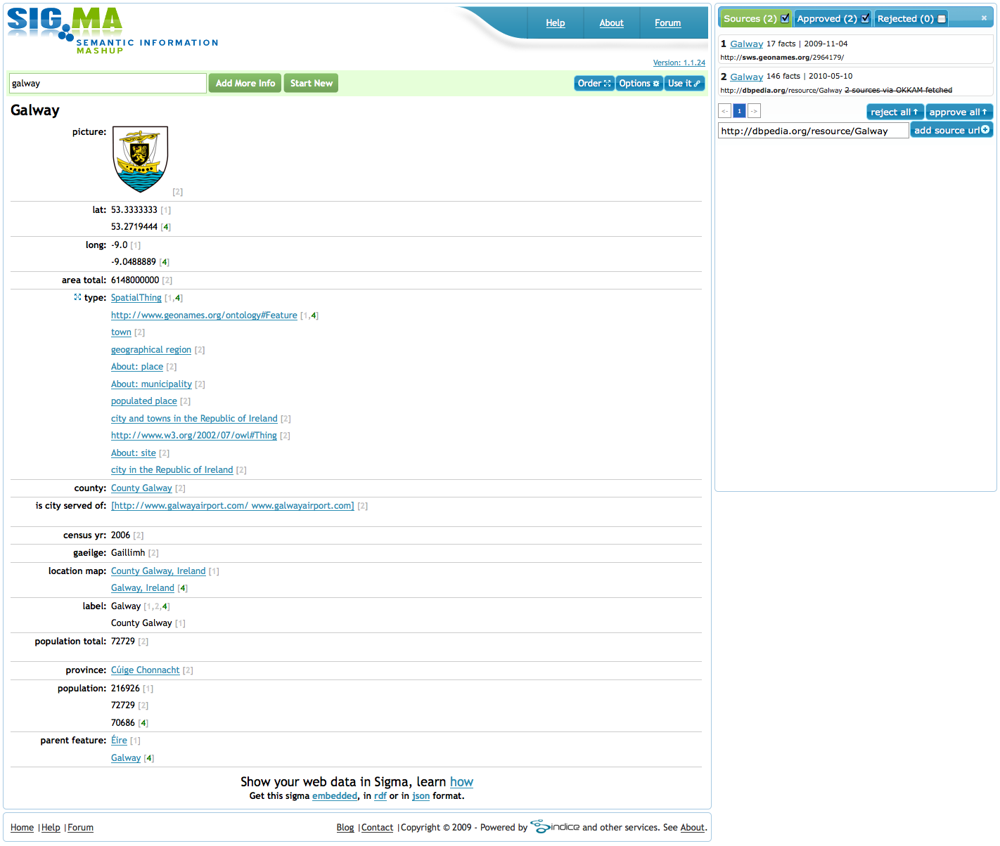 SIG.MA
SEMANTIC INFORMATION
MASHUP
Help About Forum
Version: 1.1.24
galway Add More Info Start New Order Options Use it
Galway
picture: [2]
lat: 53.3333333 [1]
53.2719444 [4]
long: -9.0 [1]
-9.0488889 [4]
area total: 6148000000 [2]
type: SpatialThing [1,4]
http://www.geonames.org/ontology#Feature [1,4]
town [2]
geographical region [2]
About: place [2]
About: municipality [2]
populated place [2]
city and towns in the Republic of Ireland [2]
http://www.w3.org/2002/07/owl#Thing [2]
About: site [2]
city in the Republic of Ireland [2]
county: County Galway [2]
is city served of: [http://www.galwayairport.com/ www.galwayairport.com] [2]
census yr: 2006 [2]
gaeilge: Gaillimh [2]
location map: County Galway, Ireland [1]
Galway, Ireland [4]
label: Galway [1,2,4]
County Galway [1]
population total: 72729 [2]
province: Cúige Chonnacht [2]
population: 216926 [1]
72729 [2]
70686 [4]
parent feature: Éire [1]
Galway [4]
Show your web data in Sigma, learn how
Get this sigma embedded, in rdf or in json format.
Home |Help |Forum
Blog |Contact |Copyright © 2009 - Powered by Sindice and other services. See About.
Sources (2) Approved (2) Rejected (0) ×
1 Galway 17 facts | 2009-11-04
http://sws.geonames.org/2964179/
2 Galway 146 facts | 2010-05-10
http://dbpedia.org/resource/Galway 2 sources via OKKAM fetched
<- 1 -> reject all↑ approve all↑
http://dbpedia.org/resource/Galway add source url